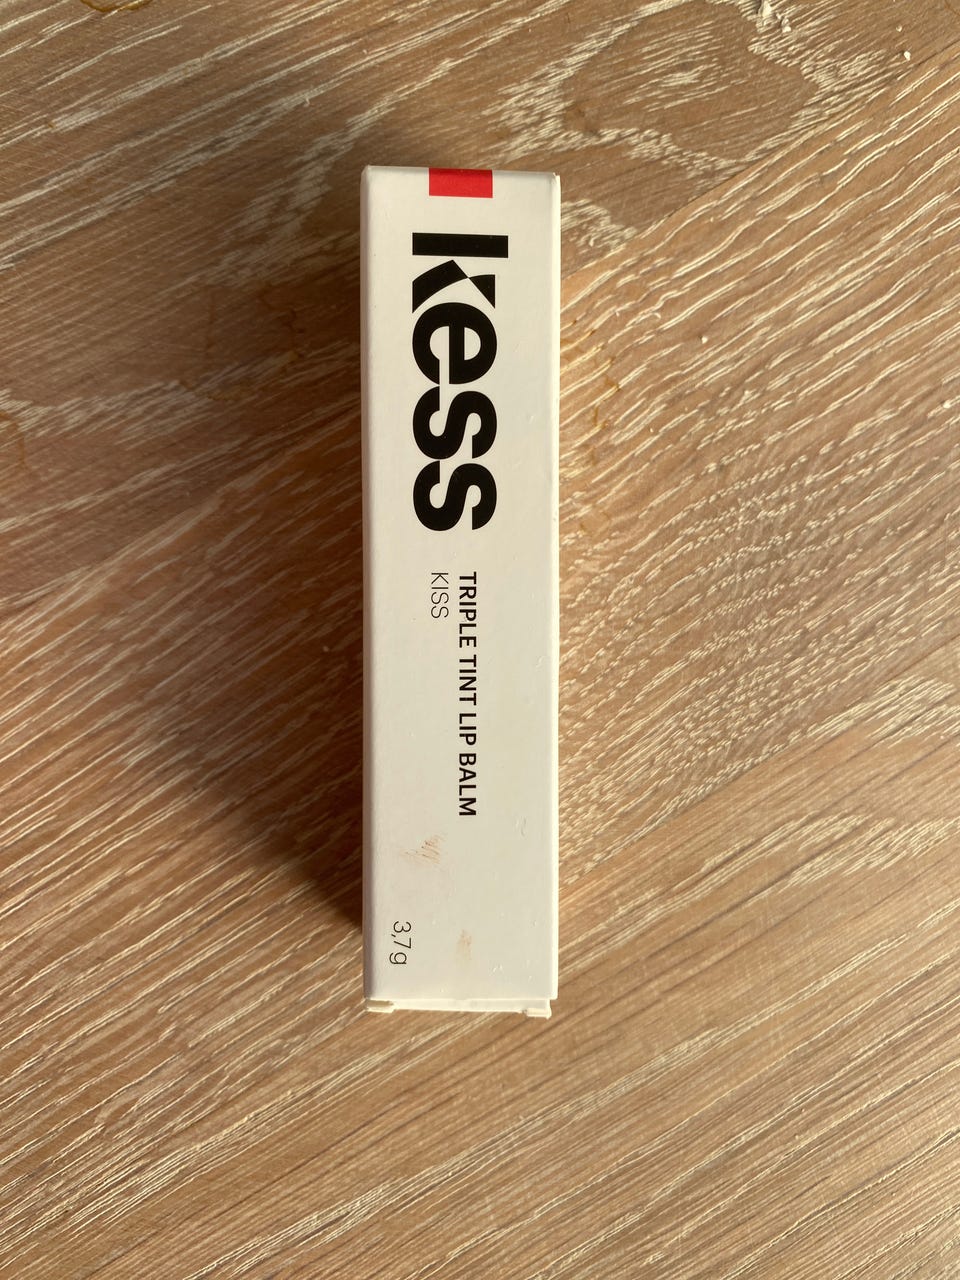 kess
TRIPLE TINT LIP BALM
KISS
3,7g